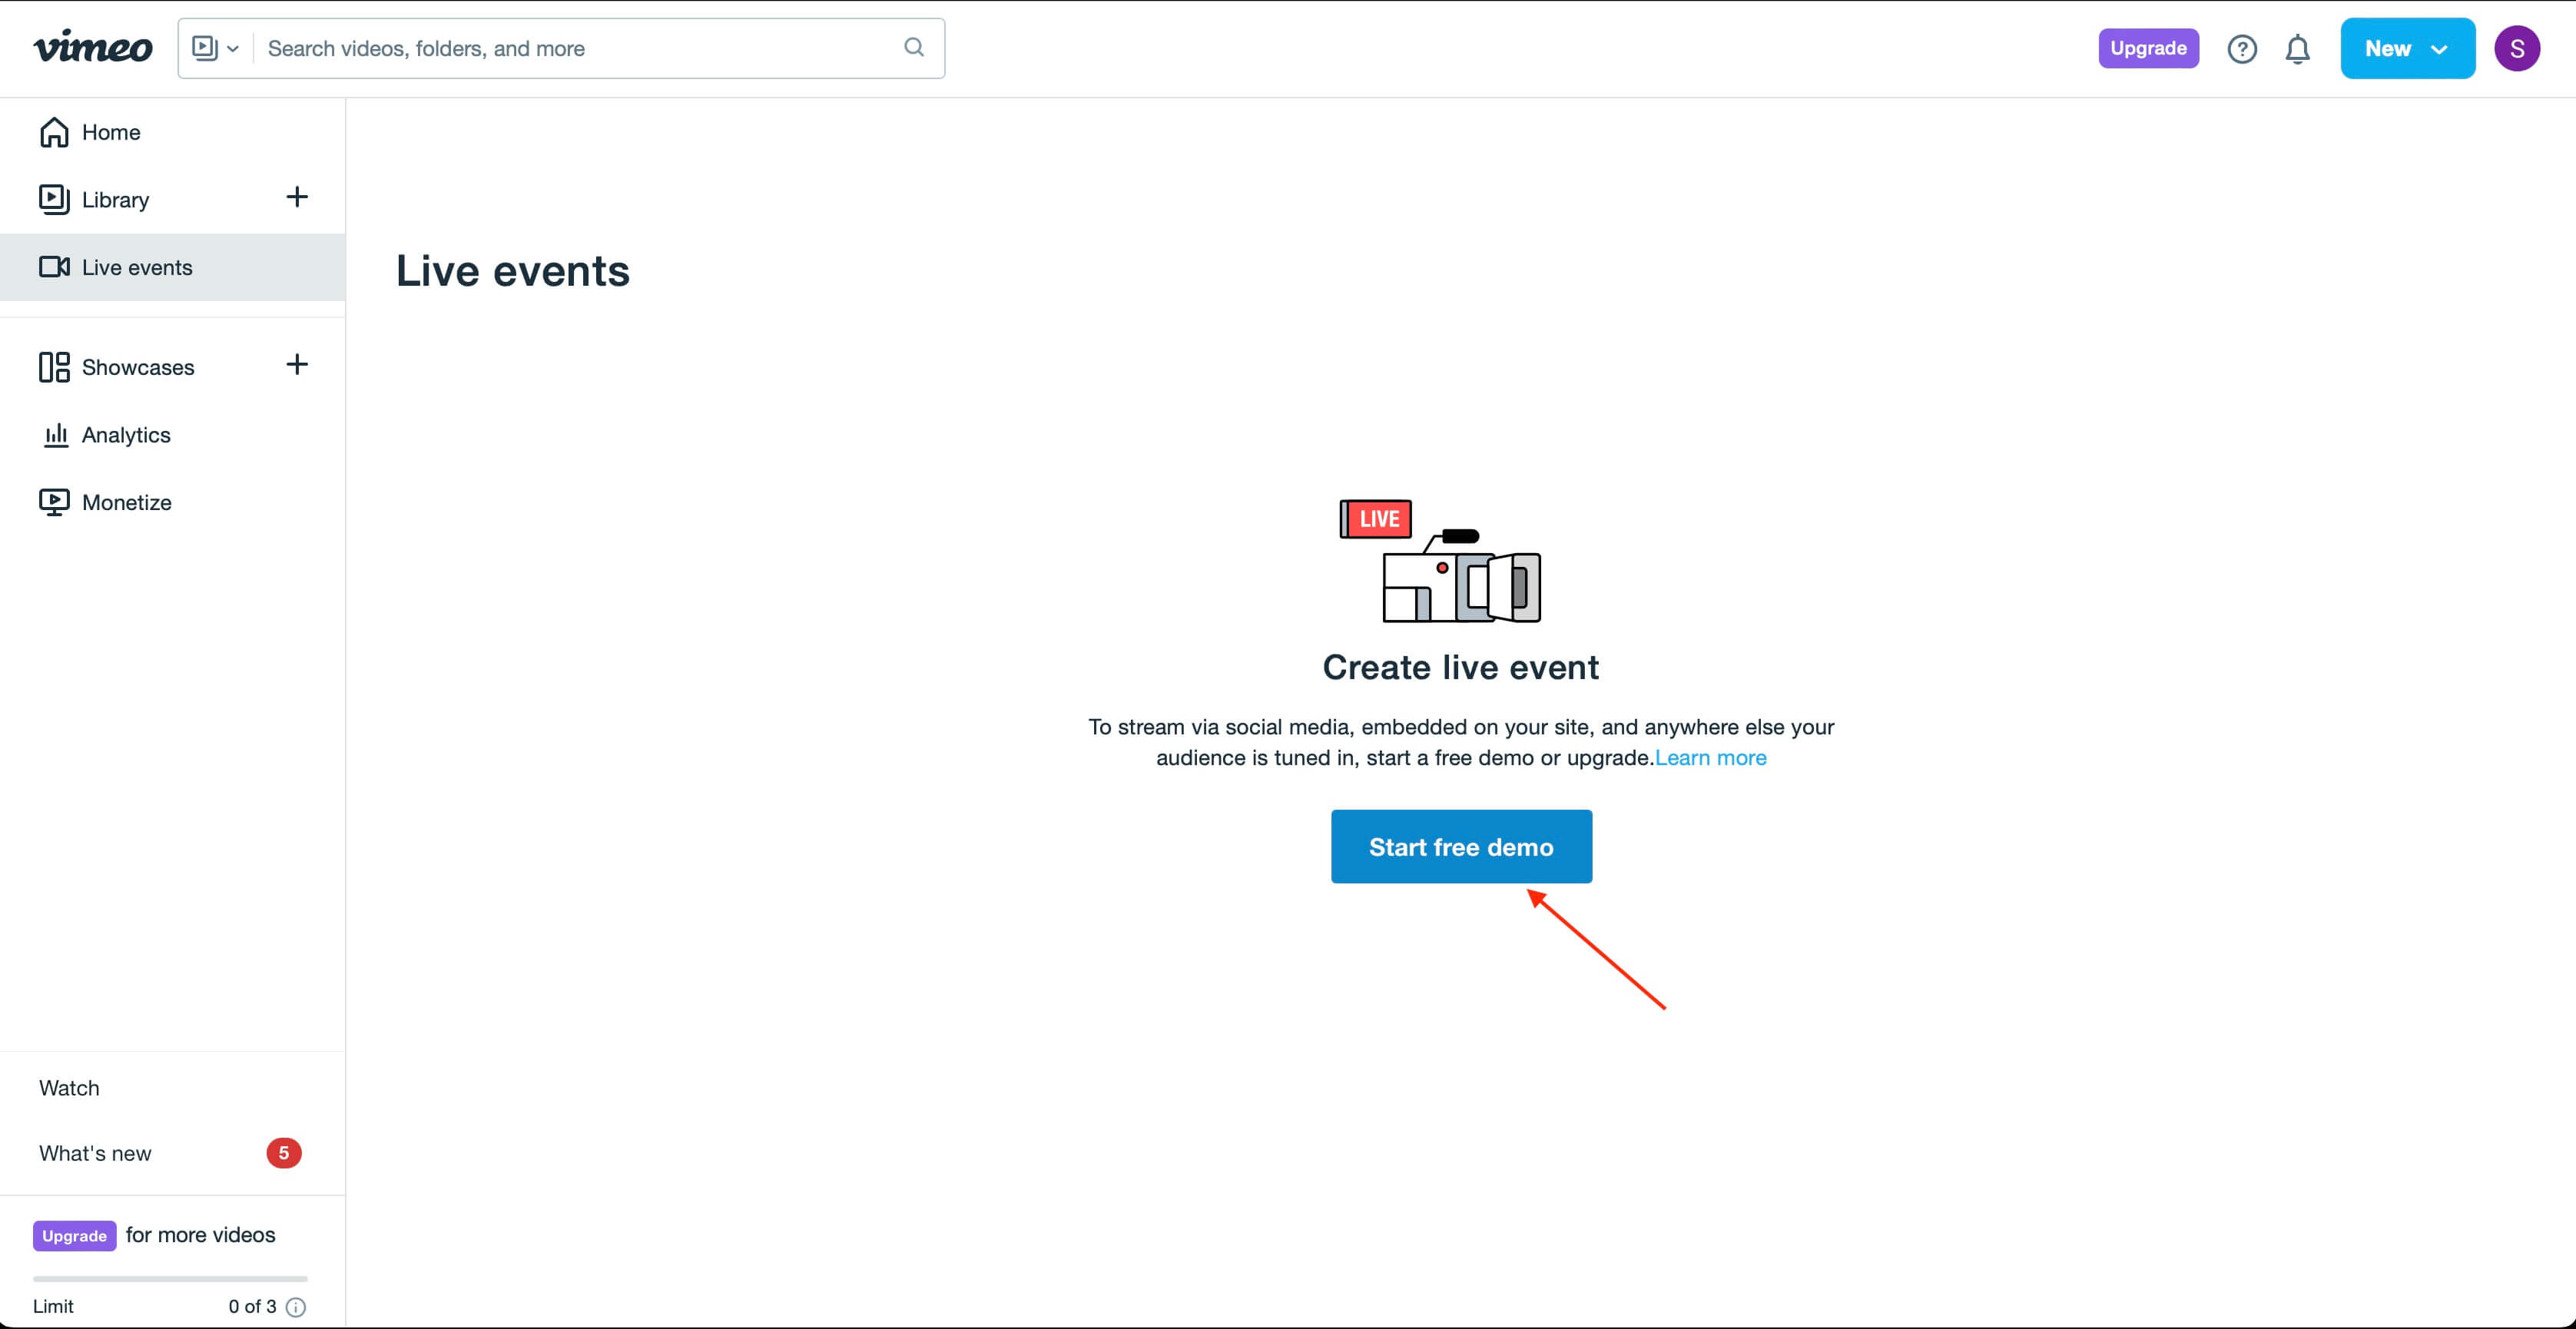 vimeo
Search videos, folders, and more
Upgrade
New
S
Home
Library
Live events
Showcases
Analytics
Monetize
Watch
What's new 5
Upgrade for more videos
Limit 0 of 3
Live events
LIVE
Create live event
To stream via social media, embedded on your site, and anywhere else your
audience is tuned in, start a free demo or upgrade.Learn more
Start free demo